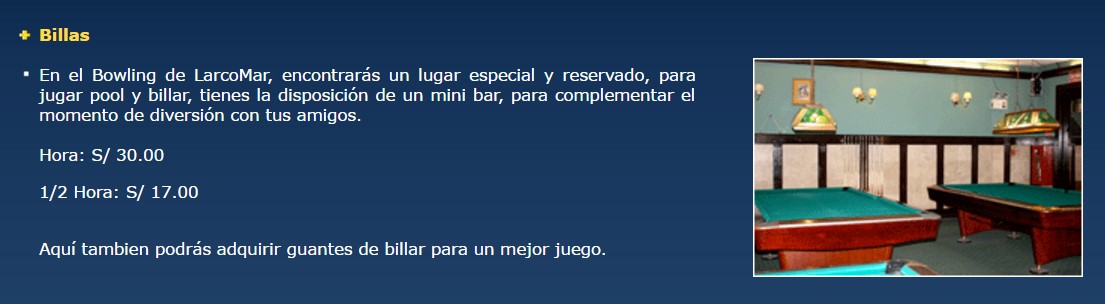 Billas
En el Bowling de LarcoMar, encontrarás un lugar especial y reservado, para
jugar pool y billar, tienes la disposición de un mini bar, para complementar el
momento de diversión con tus amigos.
Hora: S/ 30.00
1/2 Hora: S/ 17.00
Aquí tambien podrás adquirir guantes de billar para un mejor juego.